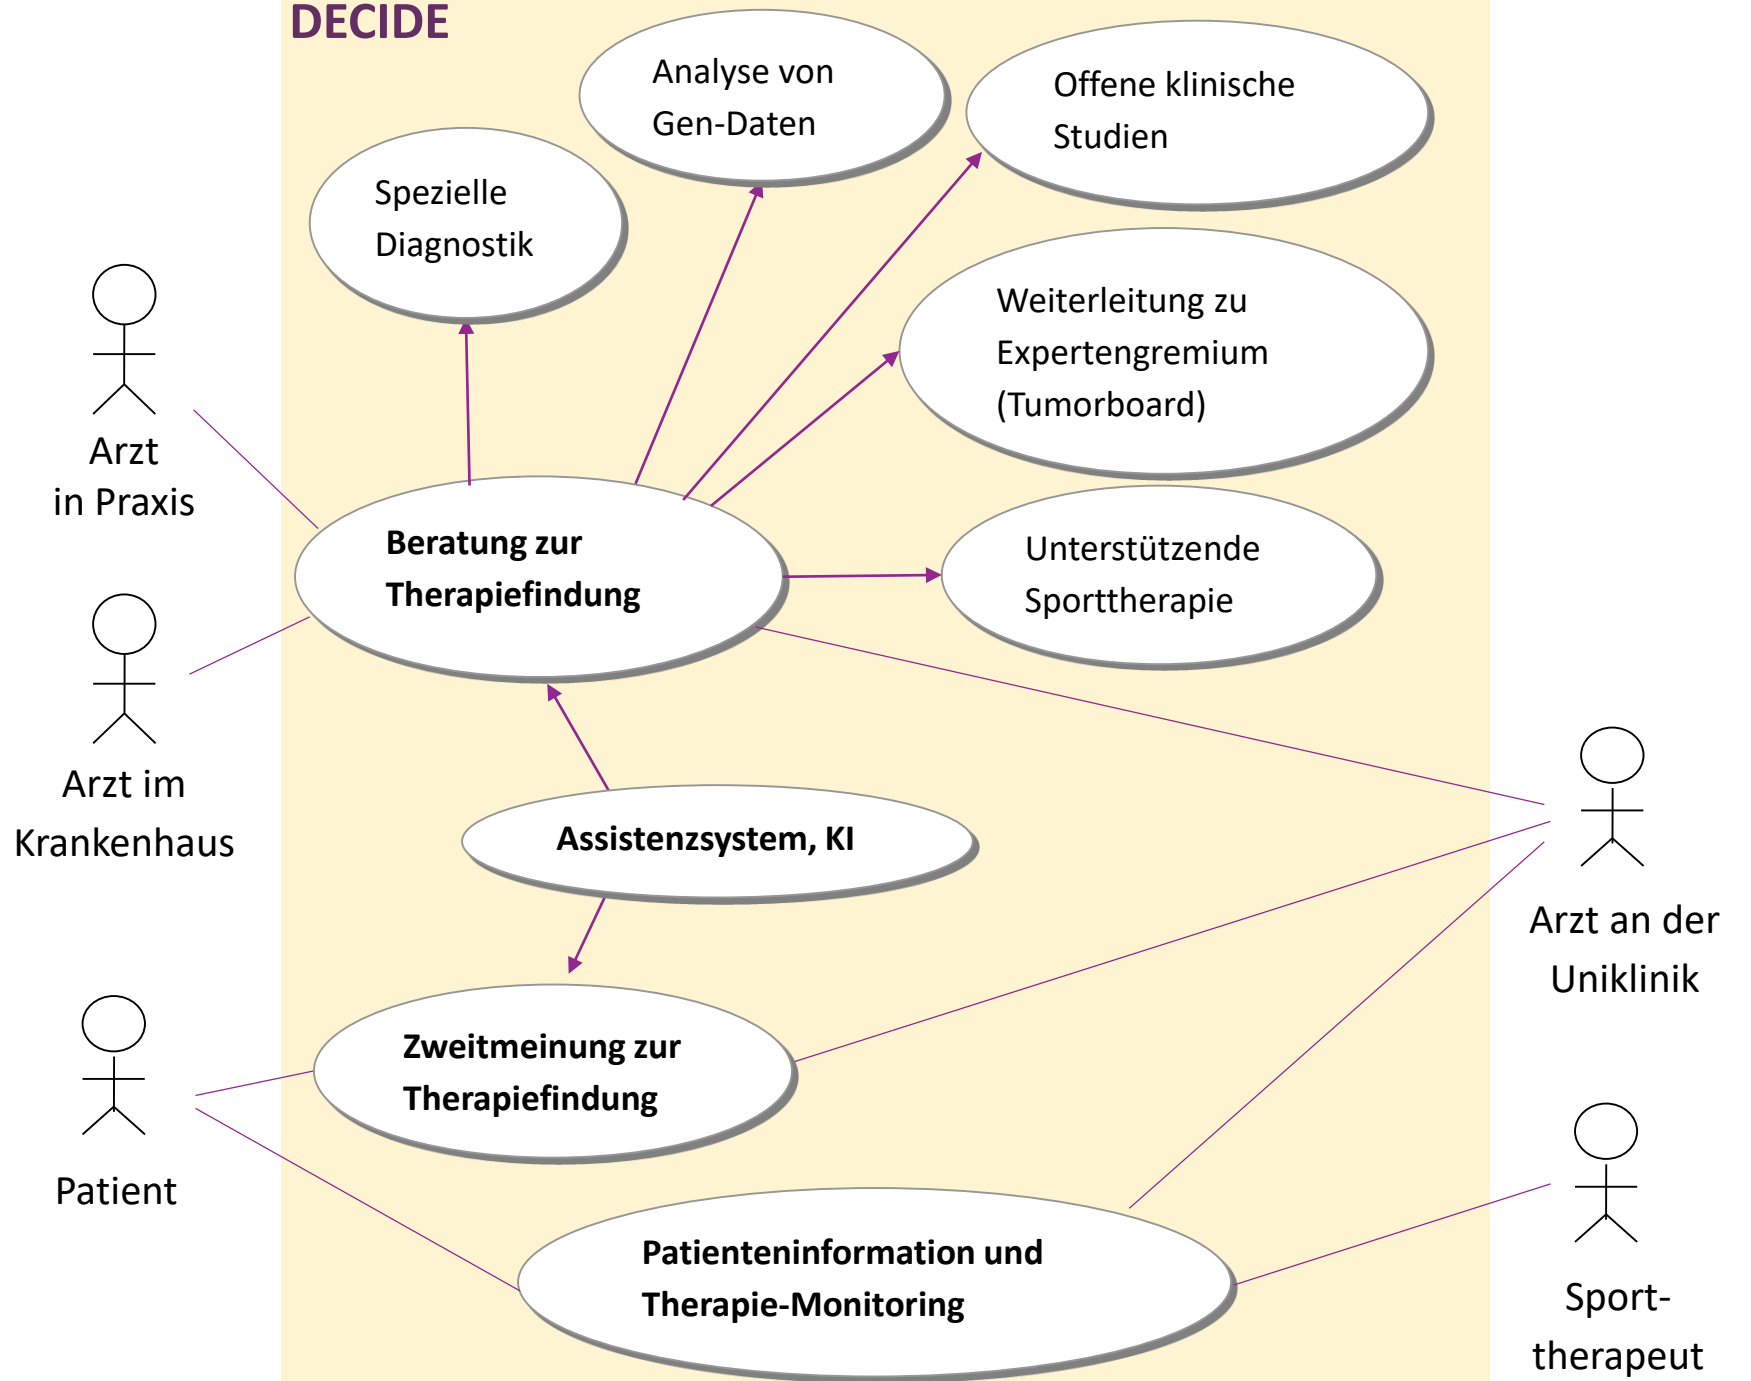 DECIDE
Analyse von
Gen-Daten
Offene klinische
Studien
Spezielle
Diagnostik
Weiterleitung zu
Expertengremium
(Tumorboard)
Arzt
in Praxis
Beratung zur
Therapiefindung
Unterstützende
Sporttherapie
Arzt im
Krankenhaus
Assistenzsystem, KI
Arzt an der
Uniklinik
Zweitmeinung zur
Therapiefindung
Patient
Patienteninformation und
Therapie-Monitoring
Sport-
therapeut